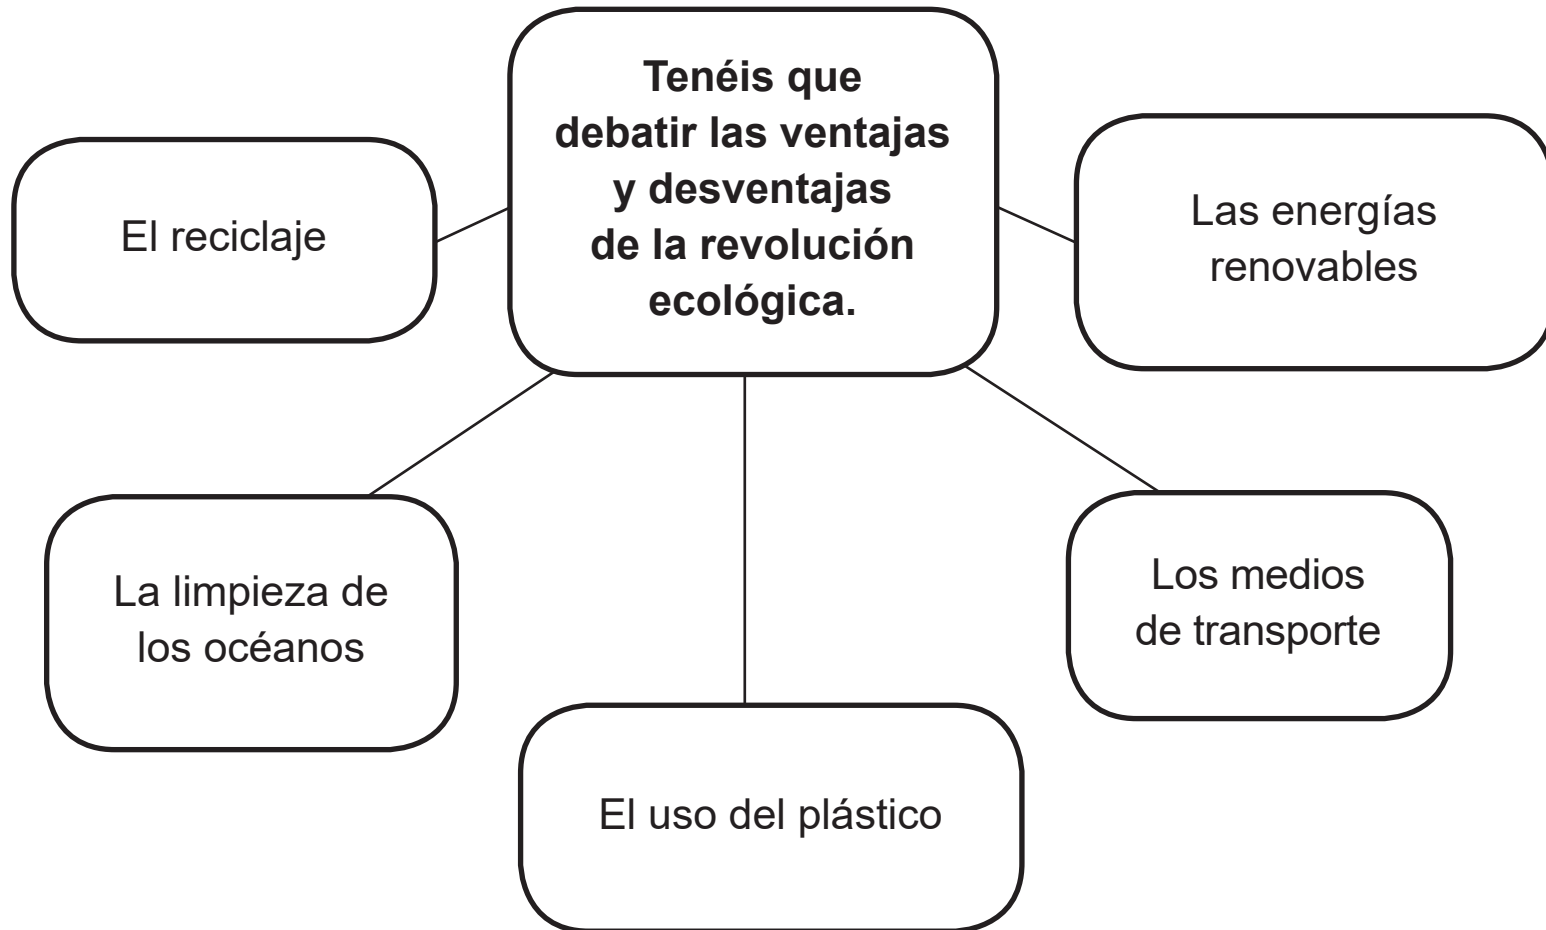 Tenéis que
debatir las ventajas
y desventajas
de la revolución
ecológica.
El reciclaje
Las energías
renovables
La limpieza de
los océanos
Los medios
de transporte
El uso del plástico